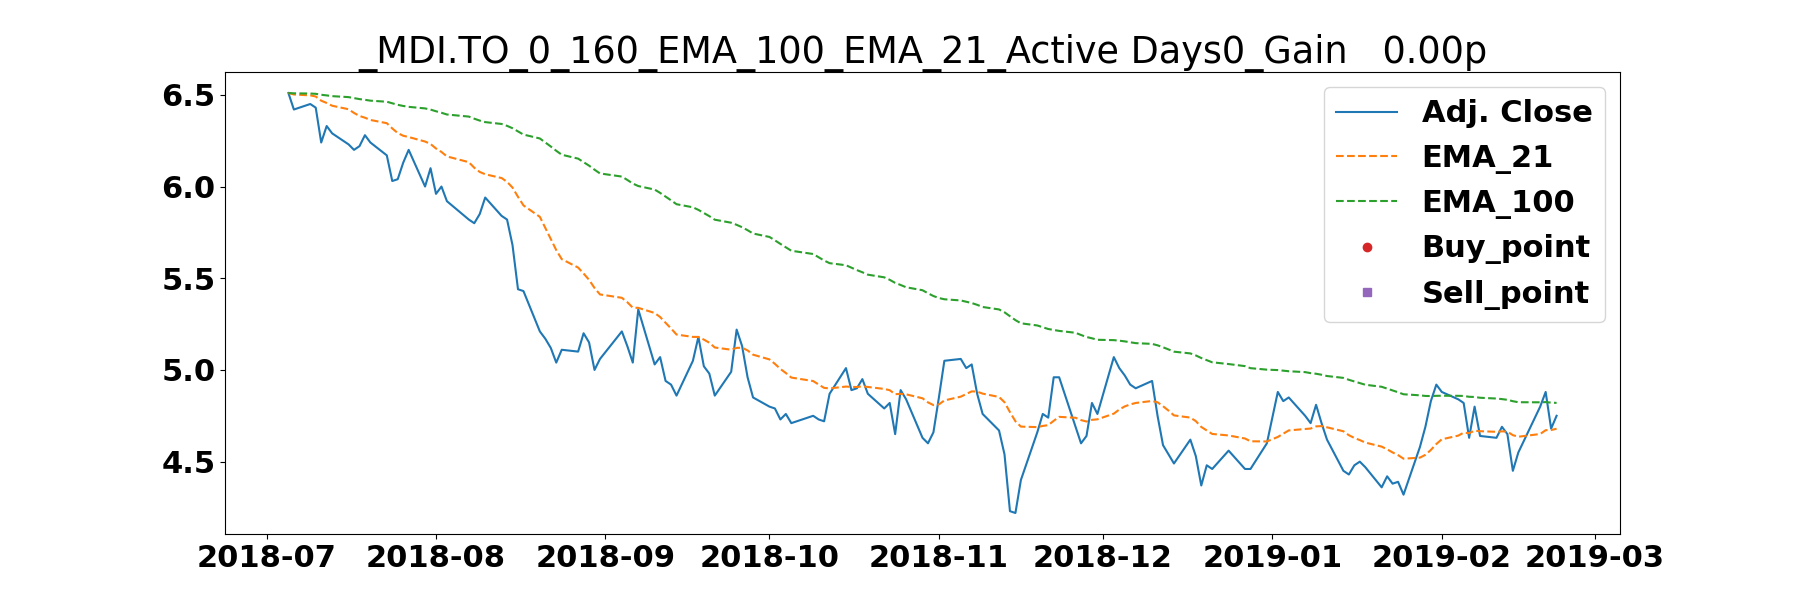 _MDI.TO_0_160_EMA_100_EMA_21_Active Days0_Gain   0.00p
6.5
6.0
5.5
5.0
4.5
Adj. Close
EMA_21
EMA_100
Buy_point
Sell_point
2018-07 2018-08 2018-09 2018-10 2018-11 2018-12 2019-01 2019-02 2019-03